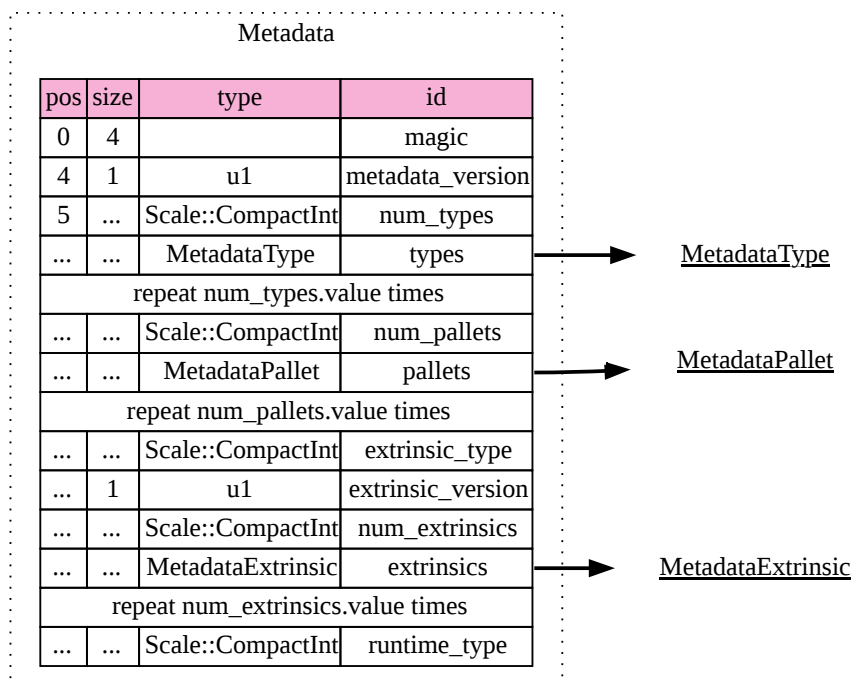 Metadata
pos size type id
0 4 magic
4 1 u1 metadata_version
5 ... Scale::CompactInt num_types
... ... MetadataType types MetadataType
repeat num_types.value times
... ... Scale::CompactInt num_pallets
... ... MetadataPallet pallets MetadataPallet
repeat num_pallets.value times
... ... Scale::CompactInt extrinsic_type
... 1 u1 extrinsic_version
... ... Scale::CompactInt num_extrinsics
... ... MetadataExtrinsic extrinsics MetadataExtrinsic
repeat num_extrinsics.value times
... ... Scale::CompactInt runtime_type